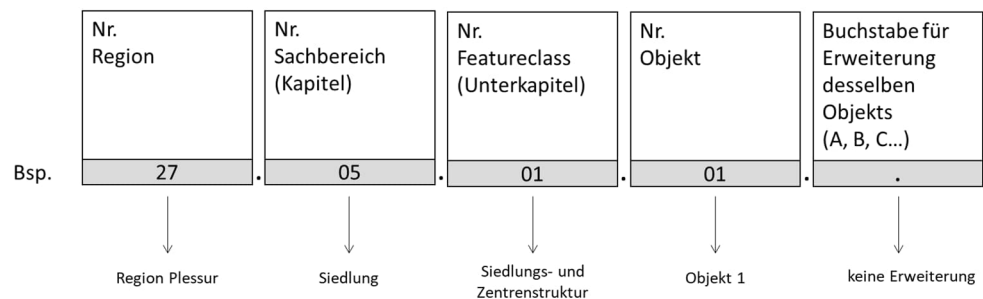 Nr.
Region
Nr.
Sachbereich
(Kapitel)
Nr.
Featureclass
(Unterkapitel)
Nr.
Objekt
Buchstabe für
Erweiterung
desselben
Objekts
(A, B, C…)
Bsp. 27 . 05 . 01 . 01 . .
Region Plessur
Siedlung
Siedlungs- und
Zentrenstruktur
Objekt 1
keine Erweiterung